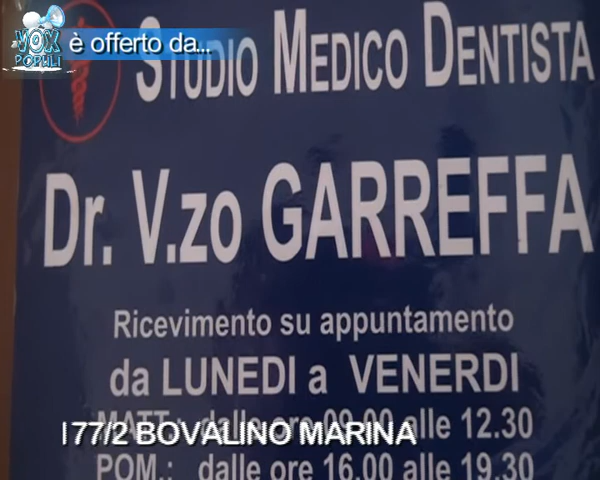 VOX POPULI è offerto da...
STUDIO MEDICO DENTISTA
Dr. V.zo GARREFFA
Ricevimento su appuntamento
da LUNEDI a VENERDI
MATT.: dalle ore 09.00 alle 12.30
177/2 BOVALINO MARINA
POM.: dalle ore 16.00 alle 19.30